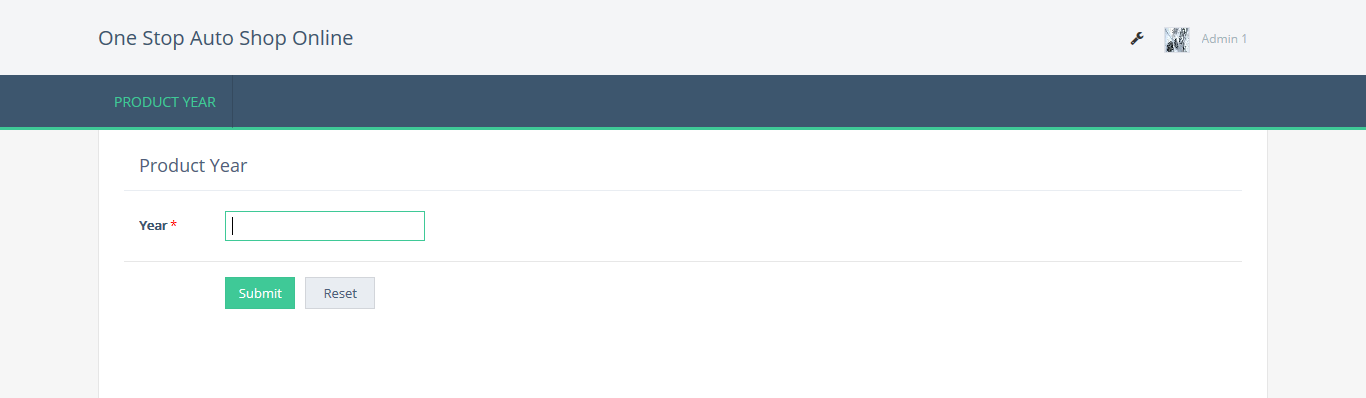 One Stop Auto Shop Online
Admin 1
PRODUCT YEAR
Product Year
Year *
Submit
Reset